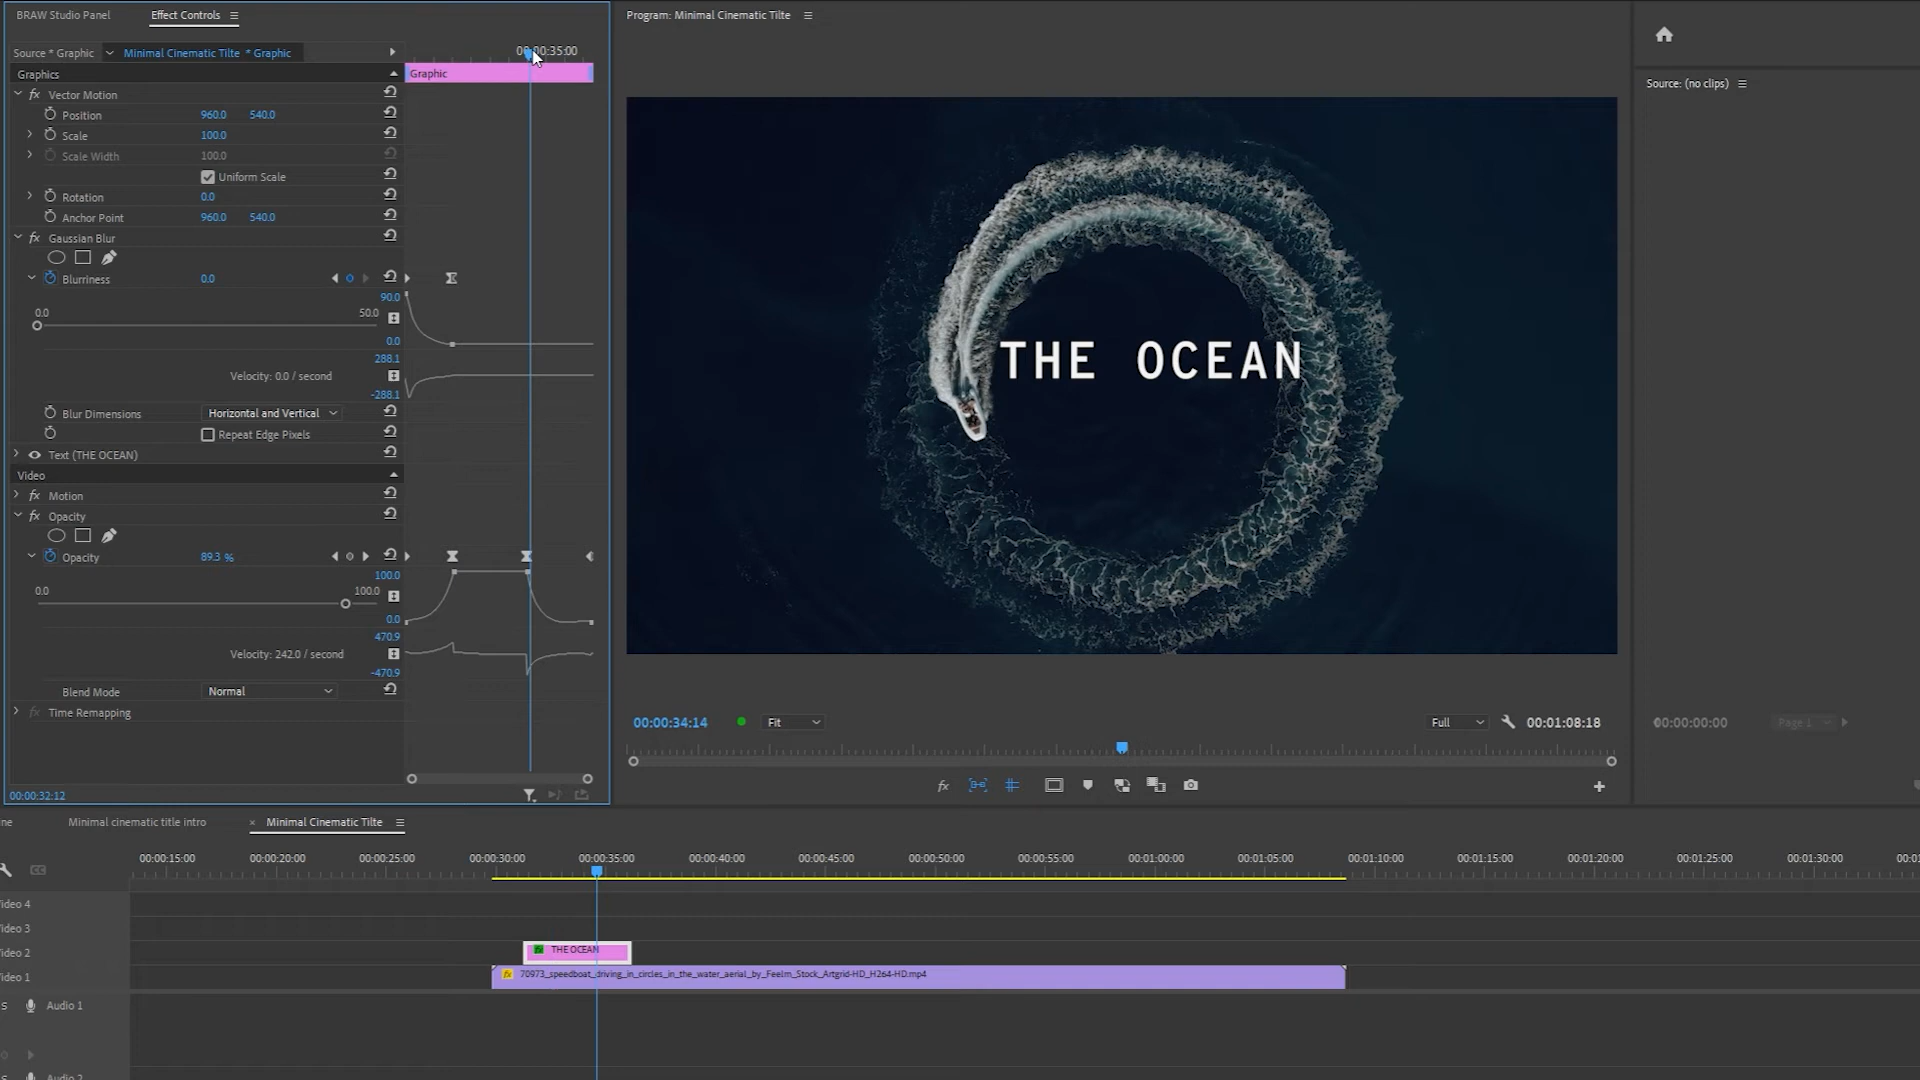 BRAW Studio Panel
Effect Controls
Program: Minimal Cinematic Tilte
Source * Graphic
Minimal Cinematic Tilte * Graphic
00:00:35:00
Graphics
Graphic
Source: (no clips)
Vector Motion
Position 960.0 540.0
Scale 100.0
Scale Width 100.0
Uniform Scale
Rotation 0.0
Anchor Point 960.0 540.0
Gaussian Blur
Blurriness 0.0
90.0
0.0 50.0
0.0
288.1
Velocity: 0.0 / second
-288.1
Blur Dimensions Horizontal and Vertical
Repeat Edge Pixels
Text (THE OCEAN)
Video
Motion
Opacity
Opacity 89.3 %
100.0
0.0 100.0
0.0
470.9
Velocity: 242.0 / second
-470.9
Blend Mode Normal
Time Remapping
00:00:32:12
THE OCEAN
00:00:34:14
Fit
Full
00:01:08:18
00:00:00:00
Page 1
ne
Minimal cinematic title intro
× Minimal Cinematic Tilte
00:00:15:00 00:00:20:00 00:00:25:00 00:00:30:00 00:00:35:00 00:00:40:00 00:00:45:00 00:00:50:00 00:00:55:00 00:01:00:00 00:01:05:00 00:01:10:00 00:01:15:00 00:01:20:00 00:01:25:00 00:01:30:00 00:01
ideo 4
ideo 3
ideo 2
THE OCEAN
ideo 1
fx 70973_speedboat_driving_in_circles_in_the_water_aerial_by_Feelm_Stock_Artgrid-HD_H264-HD.mp4
S Audio 1
S Audio 2